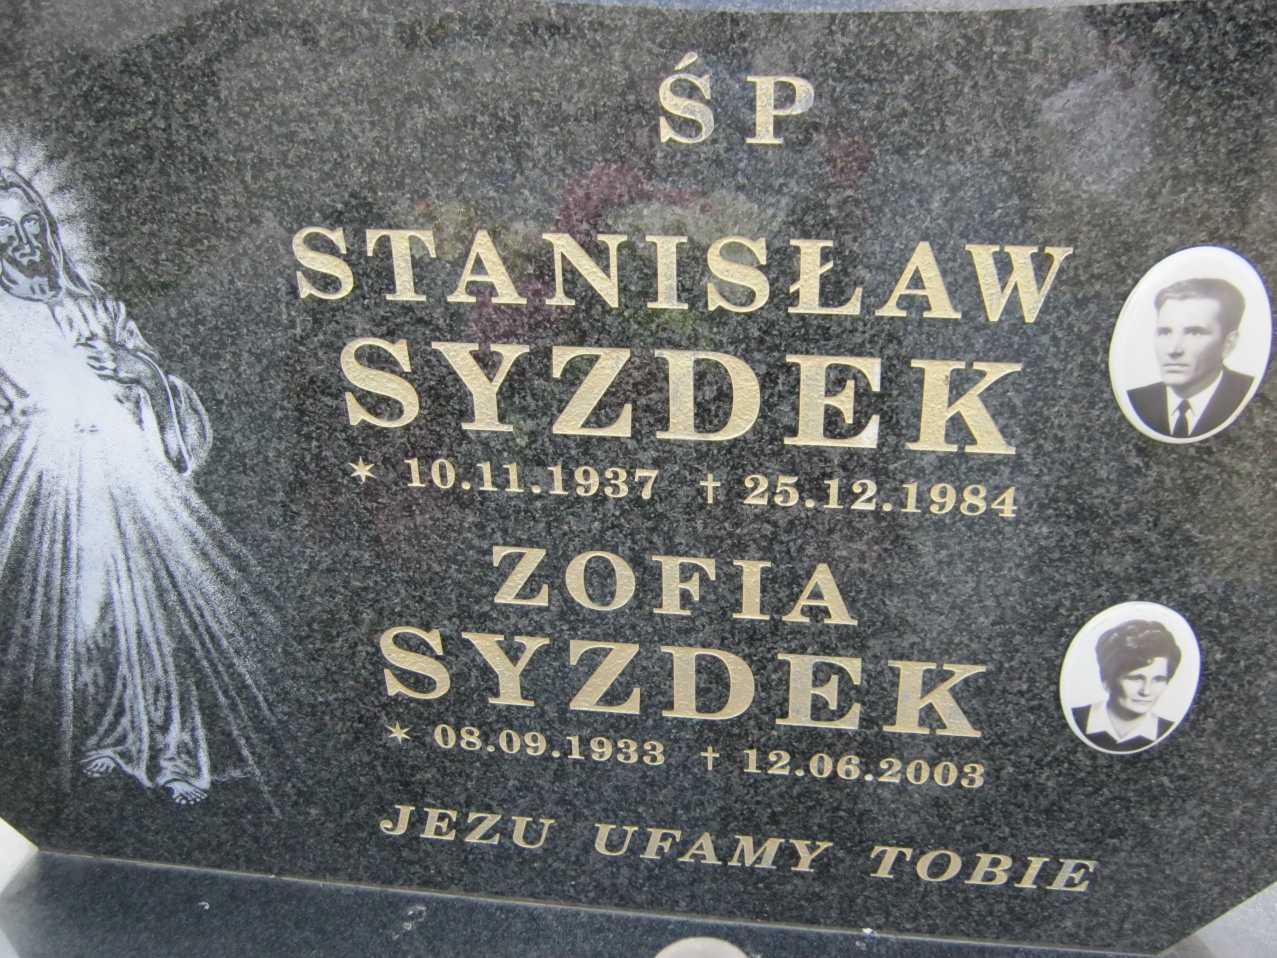 Ś P
STANISŁAW
SYZDEK
✶ 10.11.1937 † 25.12.1984
ZOFIA
SYZDEK
✶ 08.09.1933 † 12.06.2003
JEZU UFAMY TOBIE